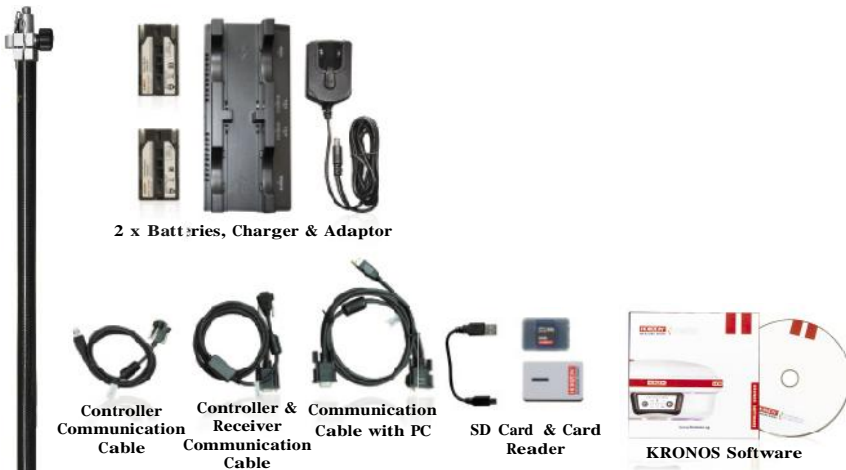 2 x Batteries, Charger & Adaptor
Controller
Communication
Cable
Controller &
Receiver
Communication
Cable
Communication
Cable with PC
SD Card & Card
Reader
KRONOS Software